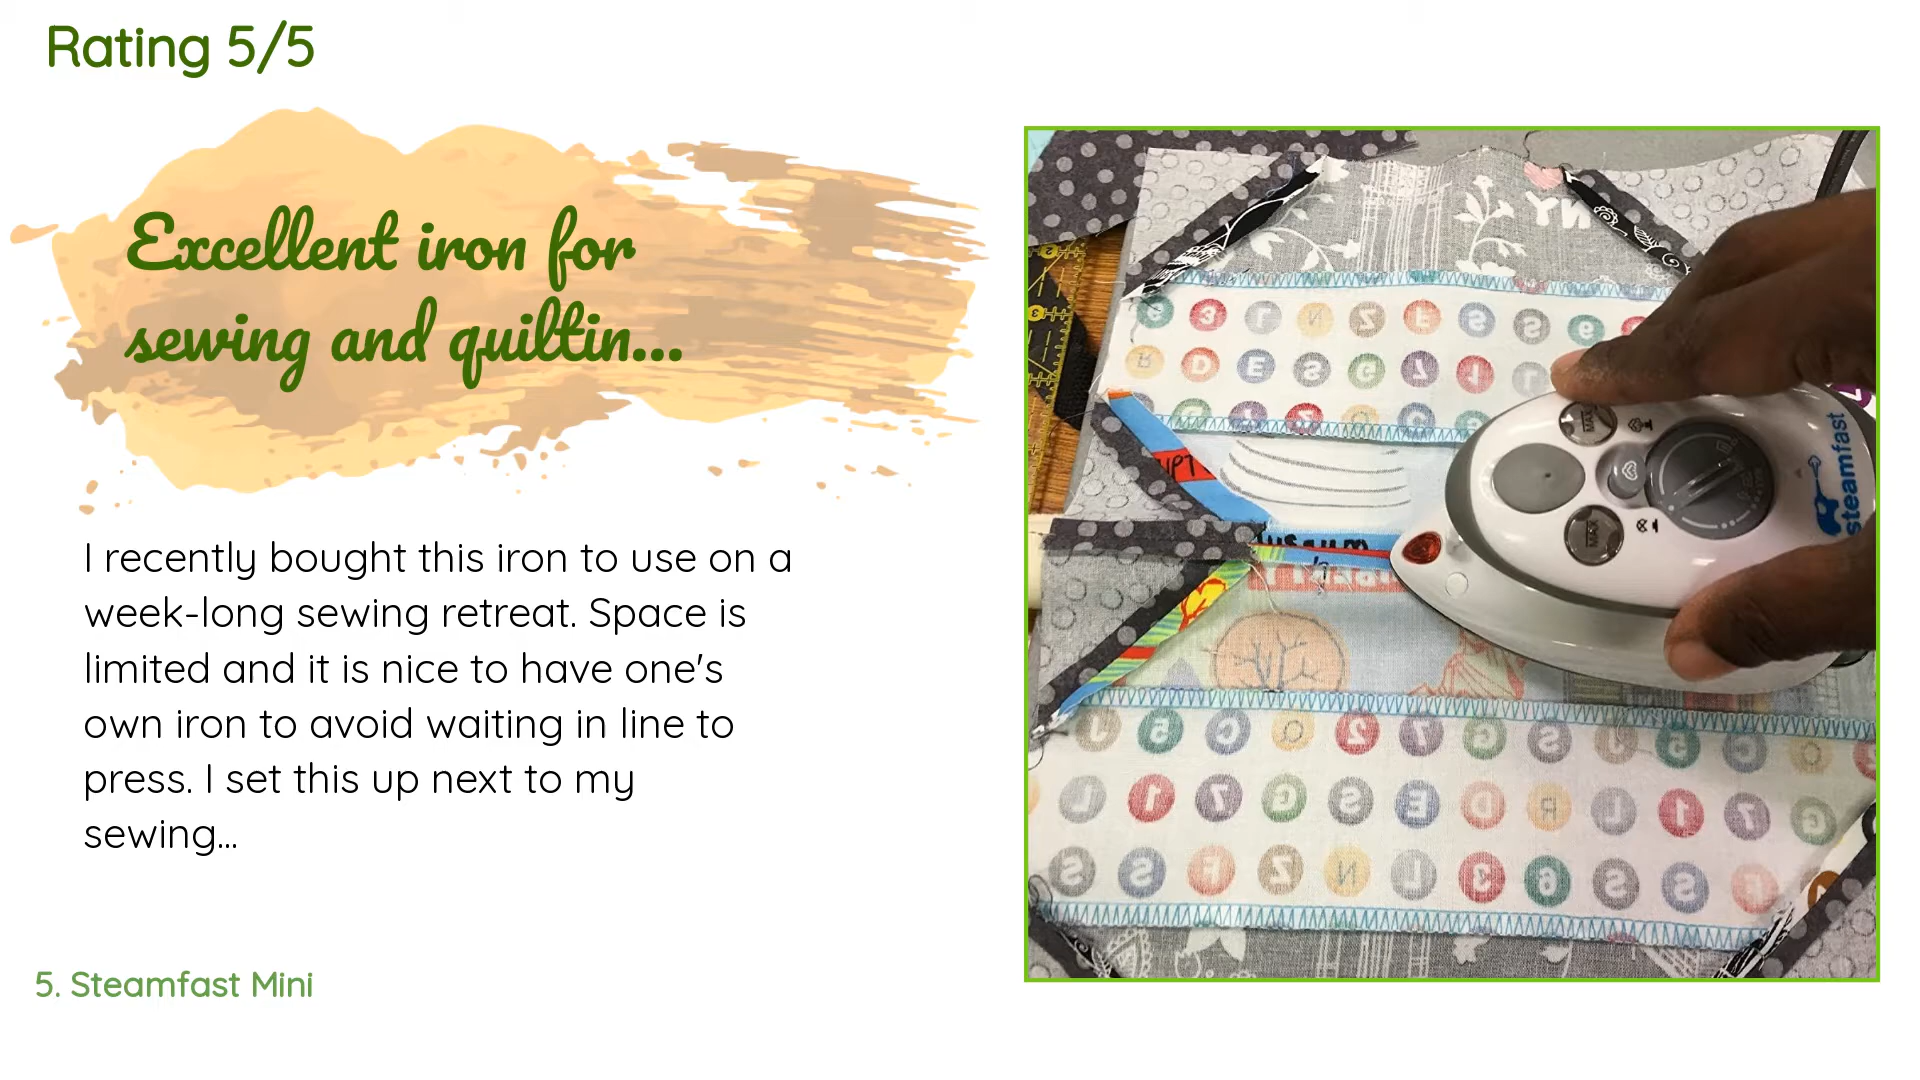 Rating 5/5
Excellent iron for
sewing and quiltin...
I recently bought this iron to use on a
week-long sewing retreat. Space is
limited and it is nice to have one's
own iron to avoid waiting in line to
press. I set this up next to my
sewing...
5. Steamfast Mini
steamfast